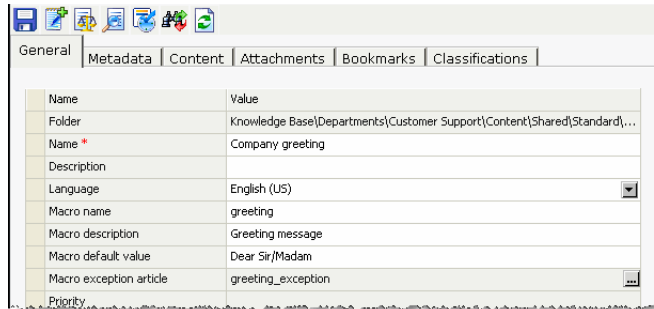 General Metadata Content Attachments Bookmarks Classifications
Name Value
Folder Knowledge Base\Departments\Customer Support\Content\Shared\Standard\...
Name * Company greeting
Description
Language English (US)
Macro name greeting
Macro description Greeting message
Macro default value Dear Sir/Madam
Macro exception article greeting_exception ...
Priority